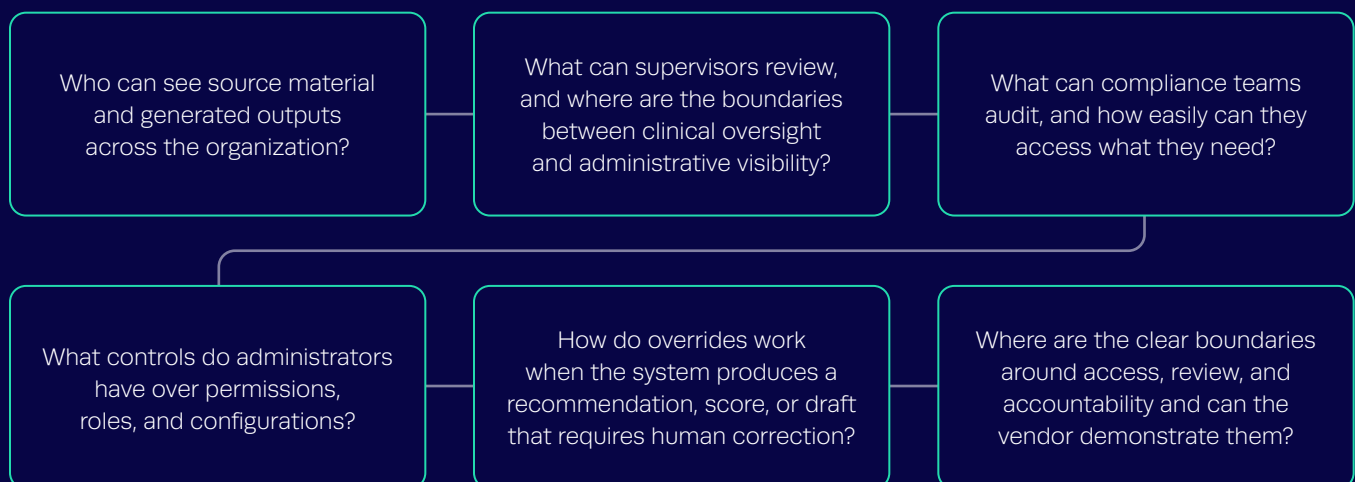 Who can see source material
and generated outputs
across the organization?
What can supervisors review,
and where are the boundaries
between clinical oversight
and administrative visibility?
What can compliance teams
audit, and how easily can they
access what they need?
What controls do administrators
have over permissions,
roles, and configurations?
How do overrides work
when the system produces a
recommendation, score, or draft
that requires human correction?
Where are the clear boundaries
around access, review, and
accountability and can the
vendor demonstrate them?